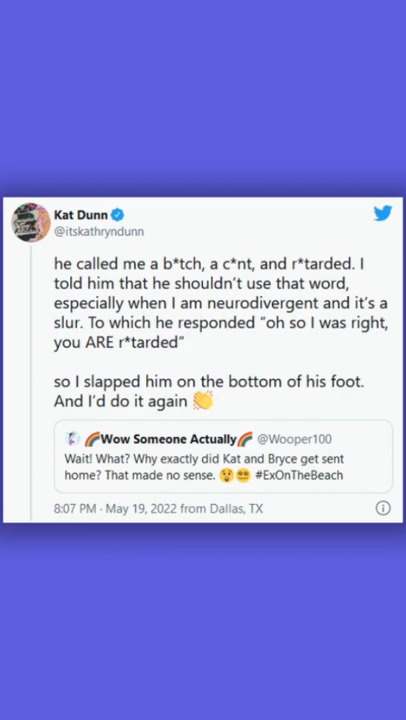 Kat Dunn
@itskathryndunn
he called me a b*tch, a c*nt, and r*tarded. I
told him that he shouldn't use that word,
especially when I am neurodivergent and it's a
slur. To which he responded "oh so I was right,
you ARE r*tarded"
so I slapped him on the bottom of his foot.
And I'd do it again 👏
🌈Wow Someone Actually🌈 @Wooper100
Wait! What? Why exactly did Kat and Bryce get sent
home? That made no sense. 😲😵‍💫 #ExOnTheBeach
8:07 PM · May 19, 2022 from Dallas, TX